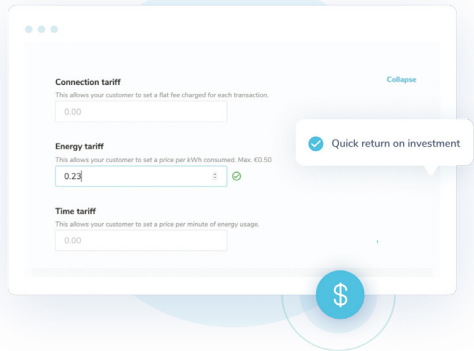 Connection tariff
Collapse
This allows your customer to set a flat fee charged for each transaction.
0.00
Quick return on investment
Energy tariff
This allows your customer to set a price per kWh consumed. Max. €0.50
0.23
Time tariff
This allows your customer to set a price per minute of energy usage.
0.00
$